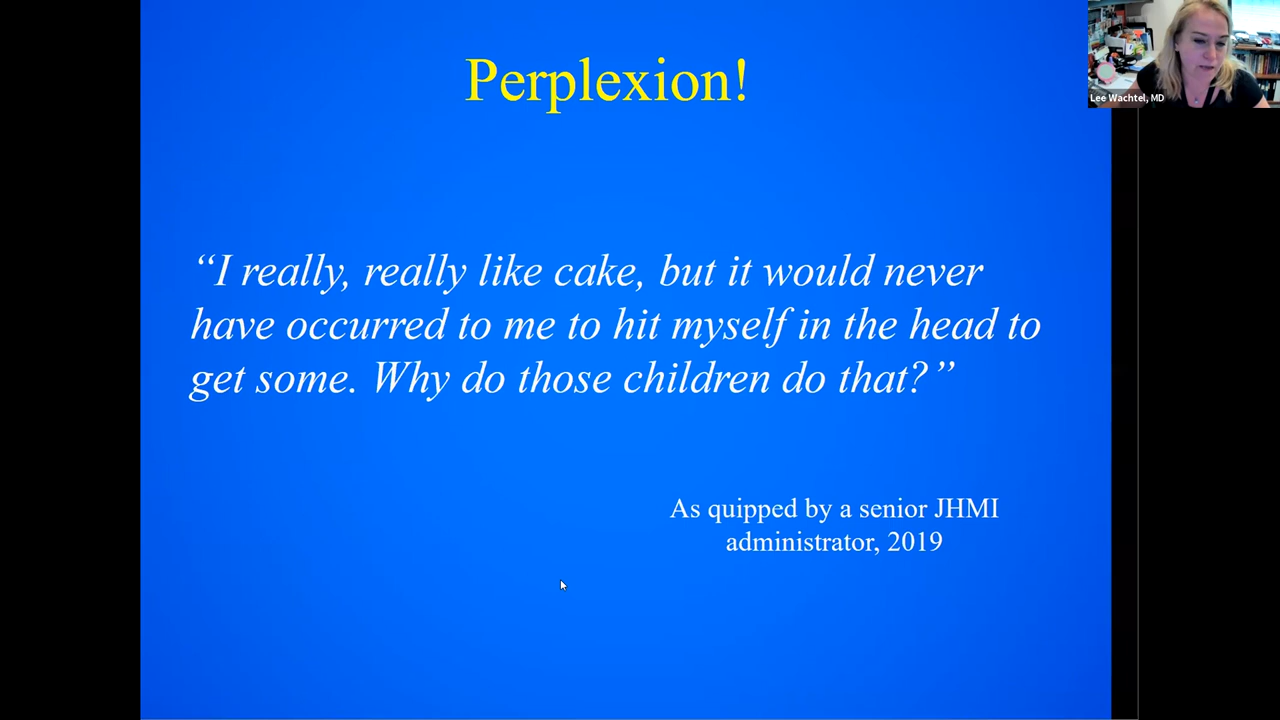 Perplexion!
Lee Wachtel, MD
“I really, really like cake, but it would never
have occurred to me to hit myself in the head to
get some. Why do those children do that?”
As quipped by a senior JHMI
administrator, 2019